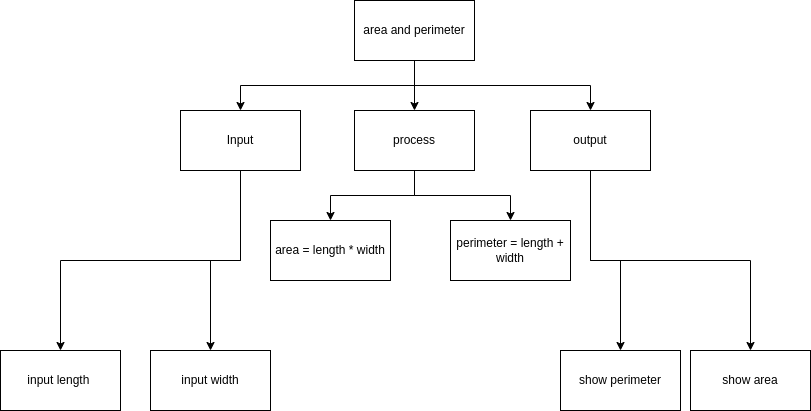 area and perimeter
Input
process
output
area = length * width
perimeter = length +
width
input length
input width
show perimeter
show area